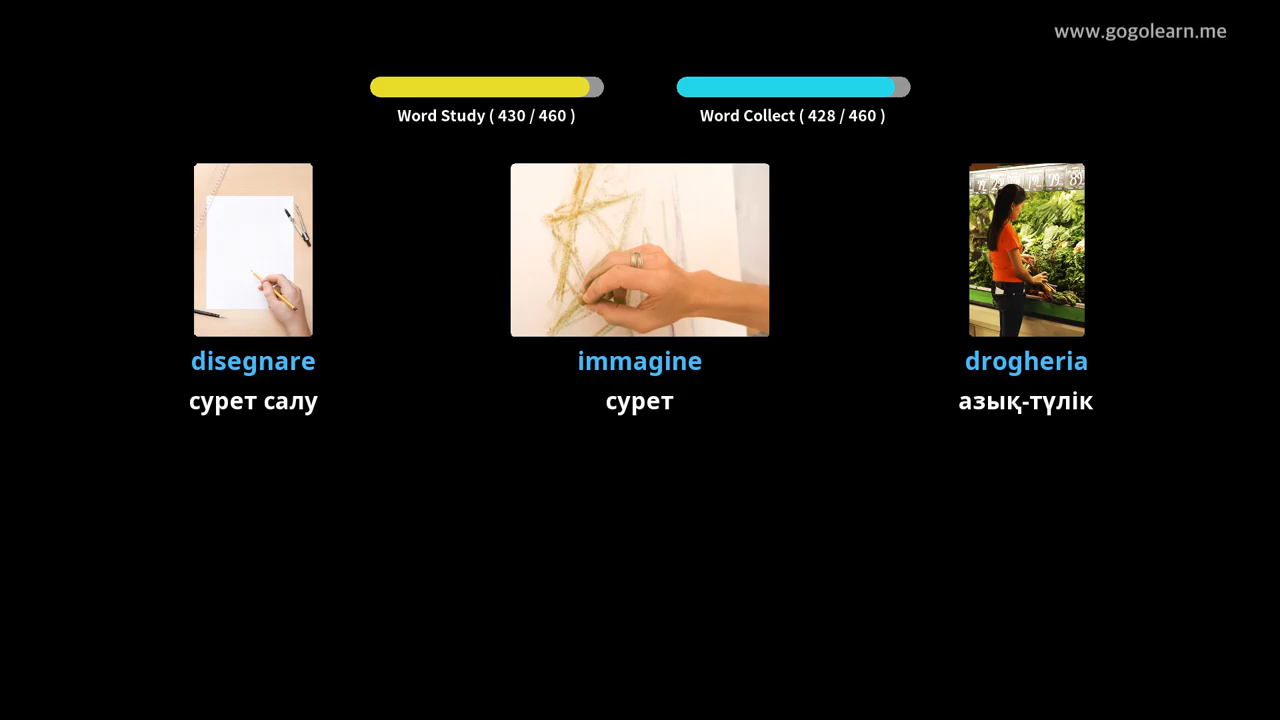 www.gogolearn.me
Word Study ( 430 / 460 )
Word Collect ( 428 / 460 )
disegnare
immagine
drogheria
сурет салу
сурет
азық-түлік